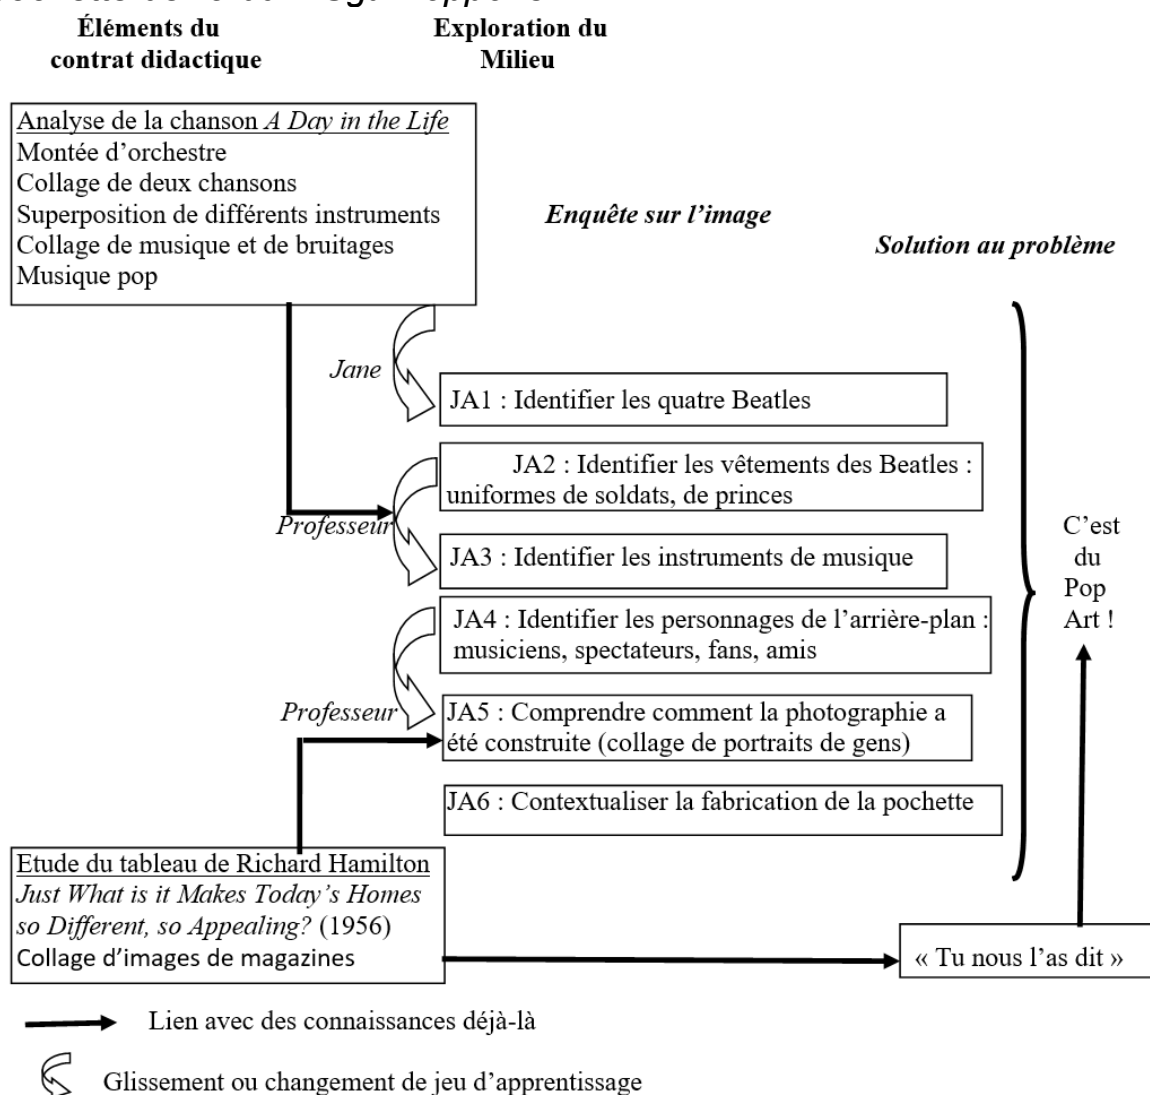 Éléments du
contrat didactique
Exploration du
Milieu
Analyse de la chanson A Day in the Life
Montée d’orchestre
Collage de deux chansons
Superposition de différents instruments
Collage de musique et de bruitages
Musique pop
Enquête sur l’image
Solution au problème
Jane
JA1 : Identifier les quatre Beatles
JA2 : Identifier les vêtements des Beatles :
uniformes de soldats, de princes
Professeur
JA3 : Identifier les instruments de musique
JA4 : Identifier les personnages de l’arrière-plan :
musiciens, spectateurs, fans, amis
Professeur
JA5 : Comprendre comment la photographie a
été construite (collage de portraits de gens)
JA6 : Contextualiser la fabrication de la pochette
C’est
du
Pop
Art !
Etude du tableau de Richard Hamilton
Just What is it Makes Today’s Homes
so Different, so Appealing? (1956)
Collage d’images de magazines
« Tu nous l’as dit »
Lien avec des connaissances déjà-là
Glissement ou changement de jeu d’apprentissage